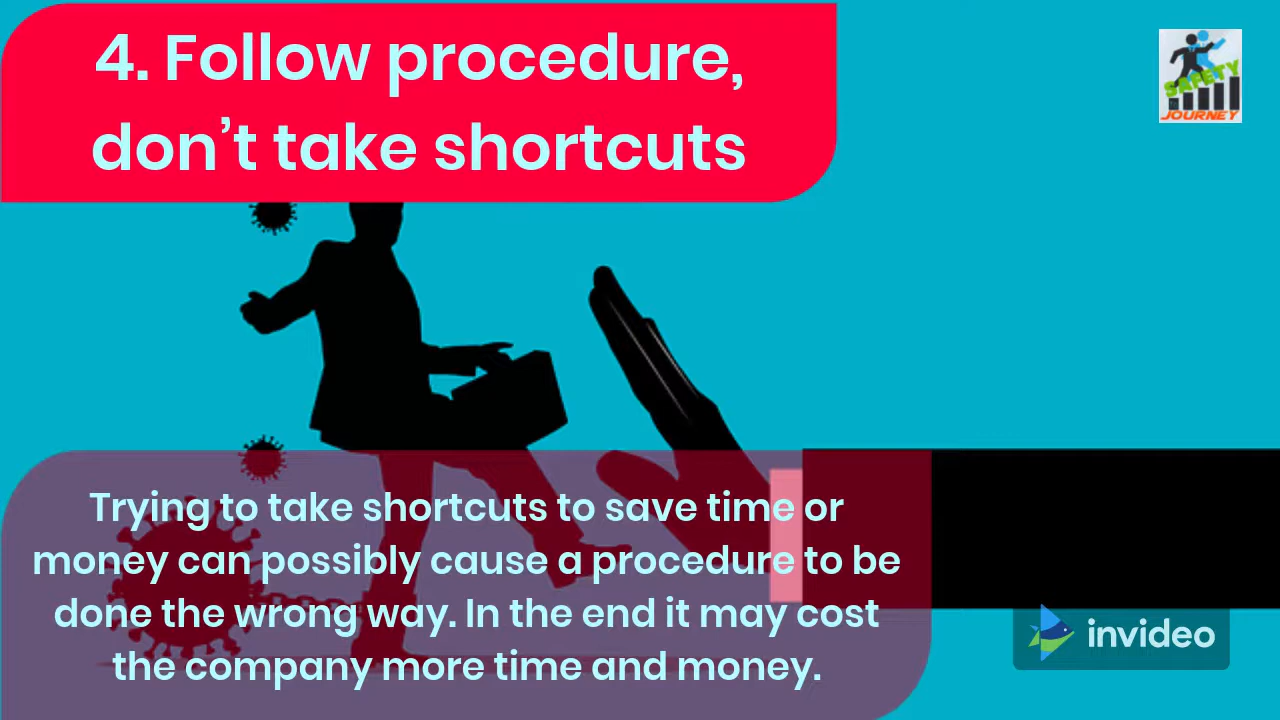 4. Follow procedure,
don’t take shortcuts
SAFETY
JOURNEY
Trying to take shortcuts to save time or
money can possibly cause a procedure to be
done the wrong way. In the end it may cost
the company more time and money.
invideo